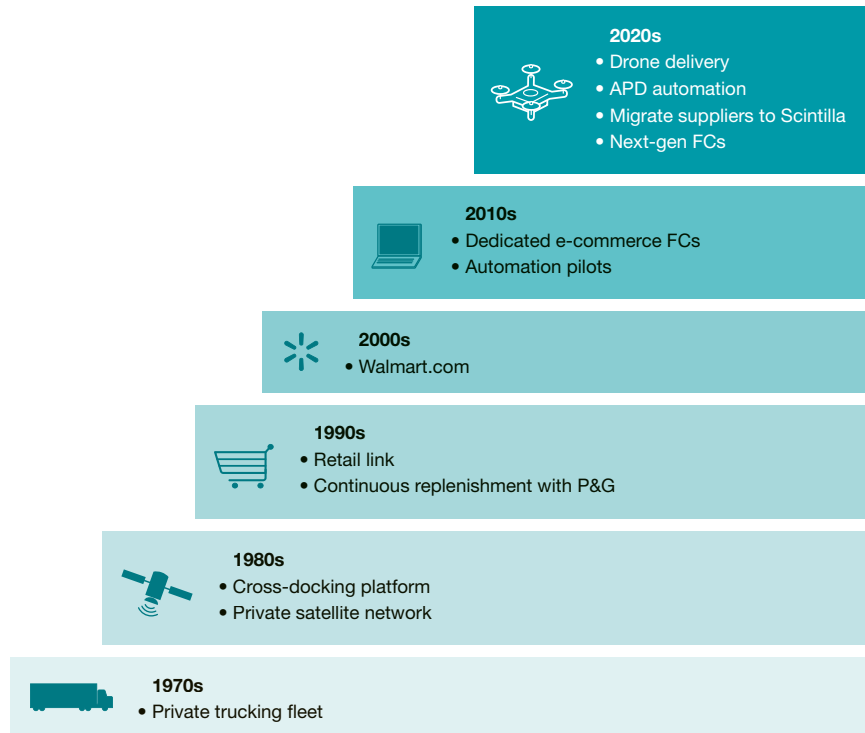 2020s
• Drone delivery
• APD automation
• Migrate suppliers to Scintilla
• Next-gen FCs
2010s
• Dedicated e-commerce FCs
• Automation pilots
2000s
• Walmart.com
1990s
• Retail link
• Continuous replenishment with P&G
1980s
• Cross-docking platform
• Private satellite network
1970s
• Private trucking fleet